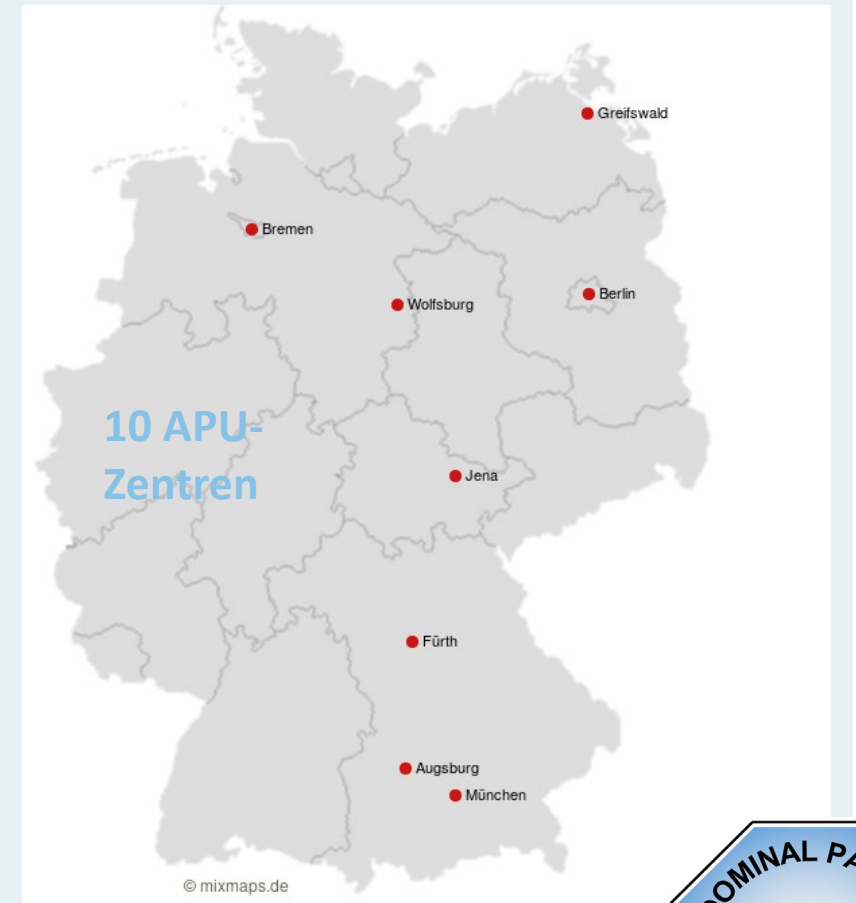 Greifswald
Bremen
Berlin
Wolfsburg
10 APU-
Zentren
Jena
Fürth
Augsburg
München
© mixmaps.de